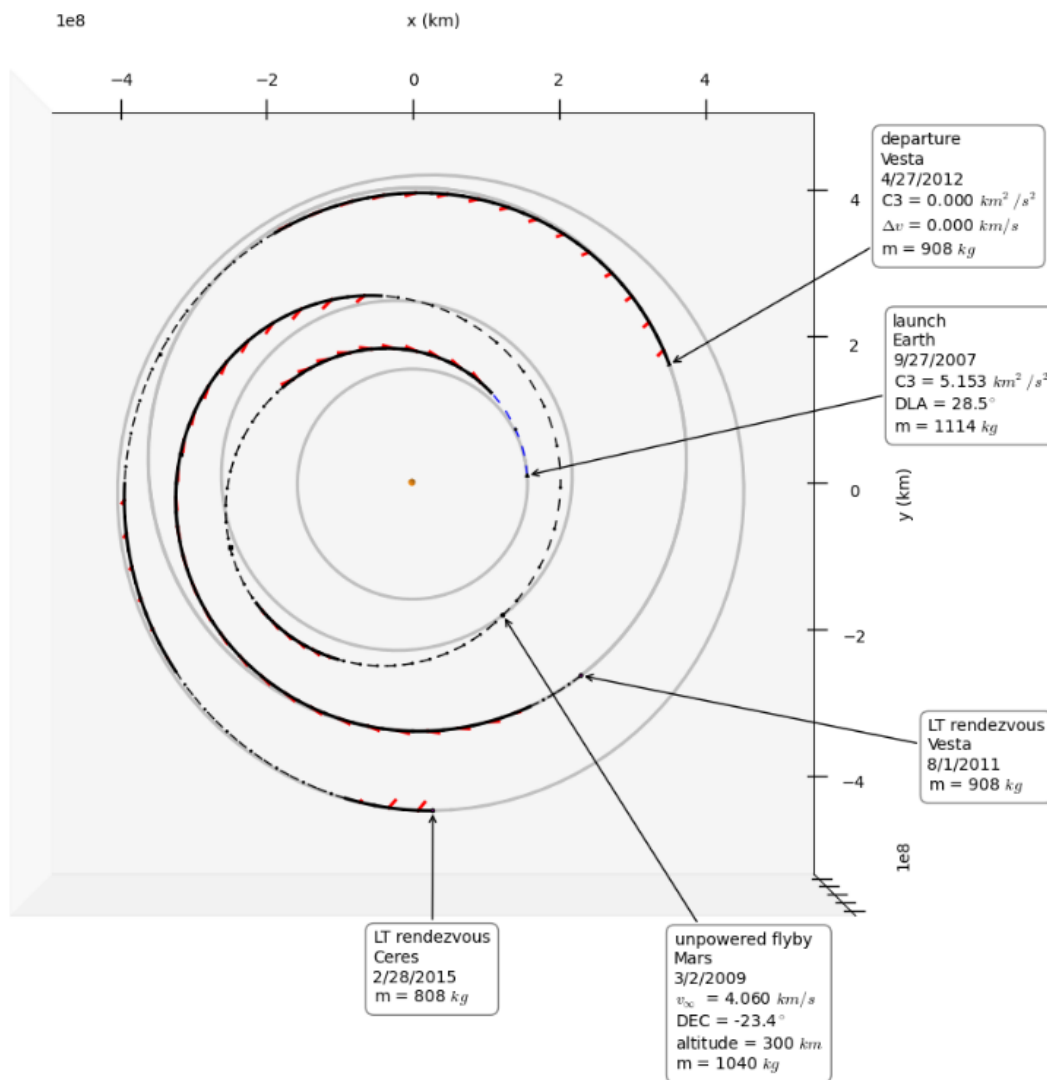 1e8
x (km)
−4
−2
0
2
4
departure
Vesta
4/27/2012
C3 = 0.000 km²/s²
Δv = 0.000 km/s
m = 908 kg
4
launch
Earth
9/27/2007
C3 = 5.153 km²/s²
DLA = 28.5°
m = 1114 kg
2
0
y (km)
−2
LT rendezvous
Vesta
8/1/2011
m = 908 kg
−4
1e8
LT rendezvous
Ceres
2/28/2015
m = 808 kg
unpowered flyby
Mars
3/2/2009
v∞ = 4.060 km/s
DEC = -23.4°
altitude = 300 km
m = 1040 kg